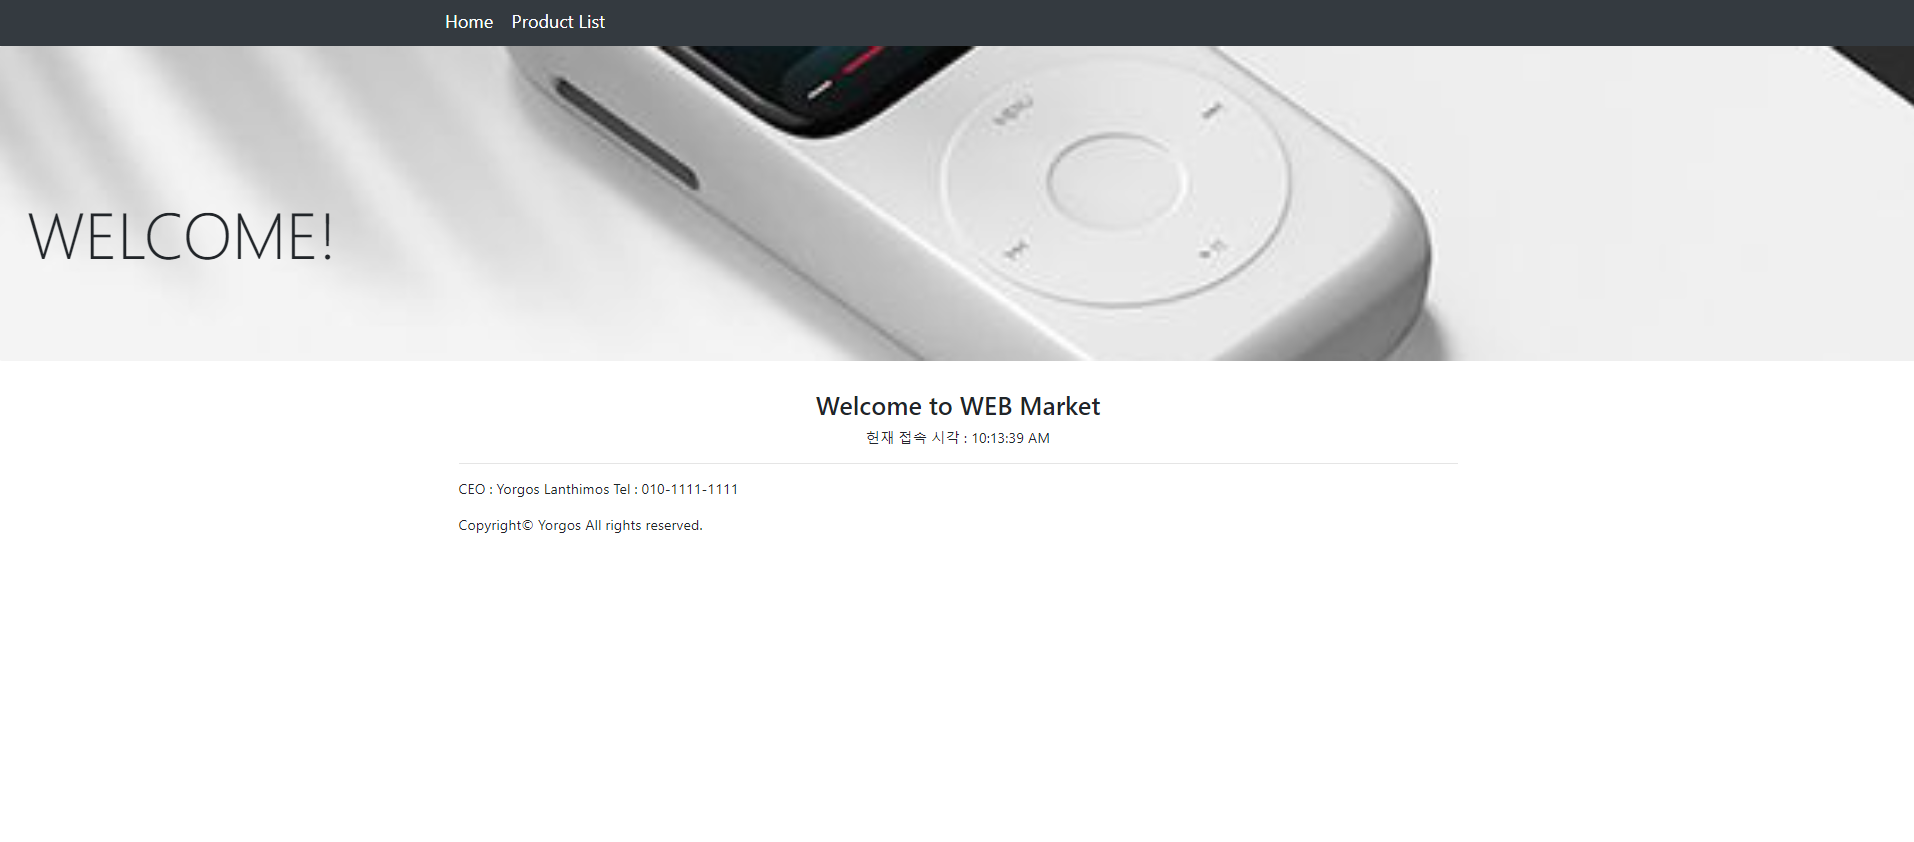 Home Product List
MENU
WELCOME!
Welcome to WEB Market
현재 접속 시각 : 10:13:39 AM
CEO : Yorgos Lanthimos Tel : 010-1111-1111
Copyright© Yorgos All rights reserved.